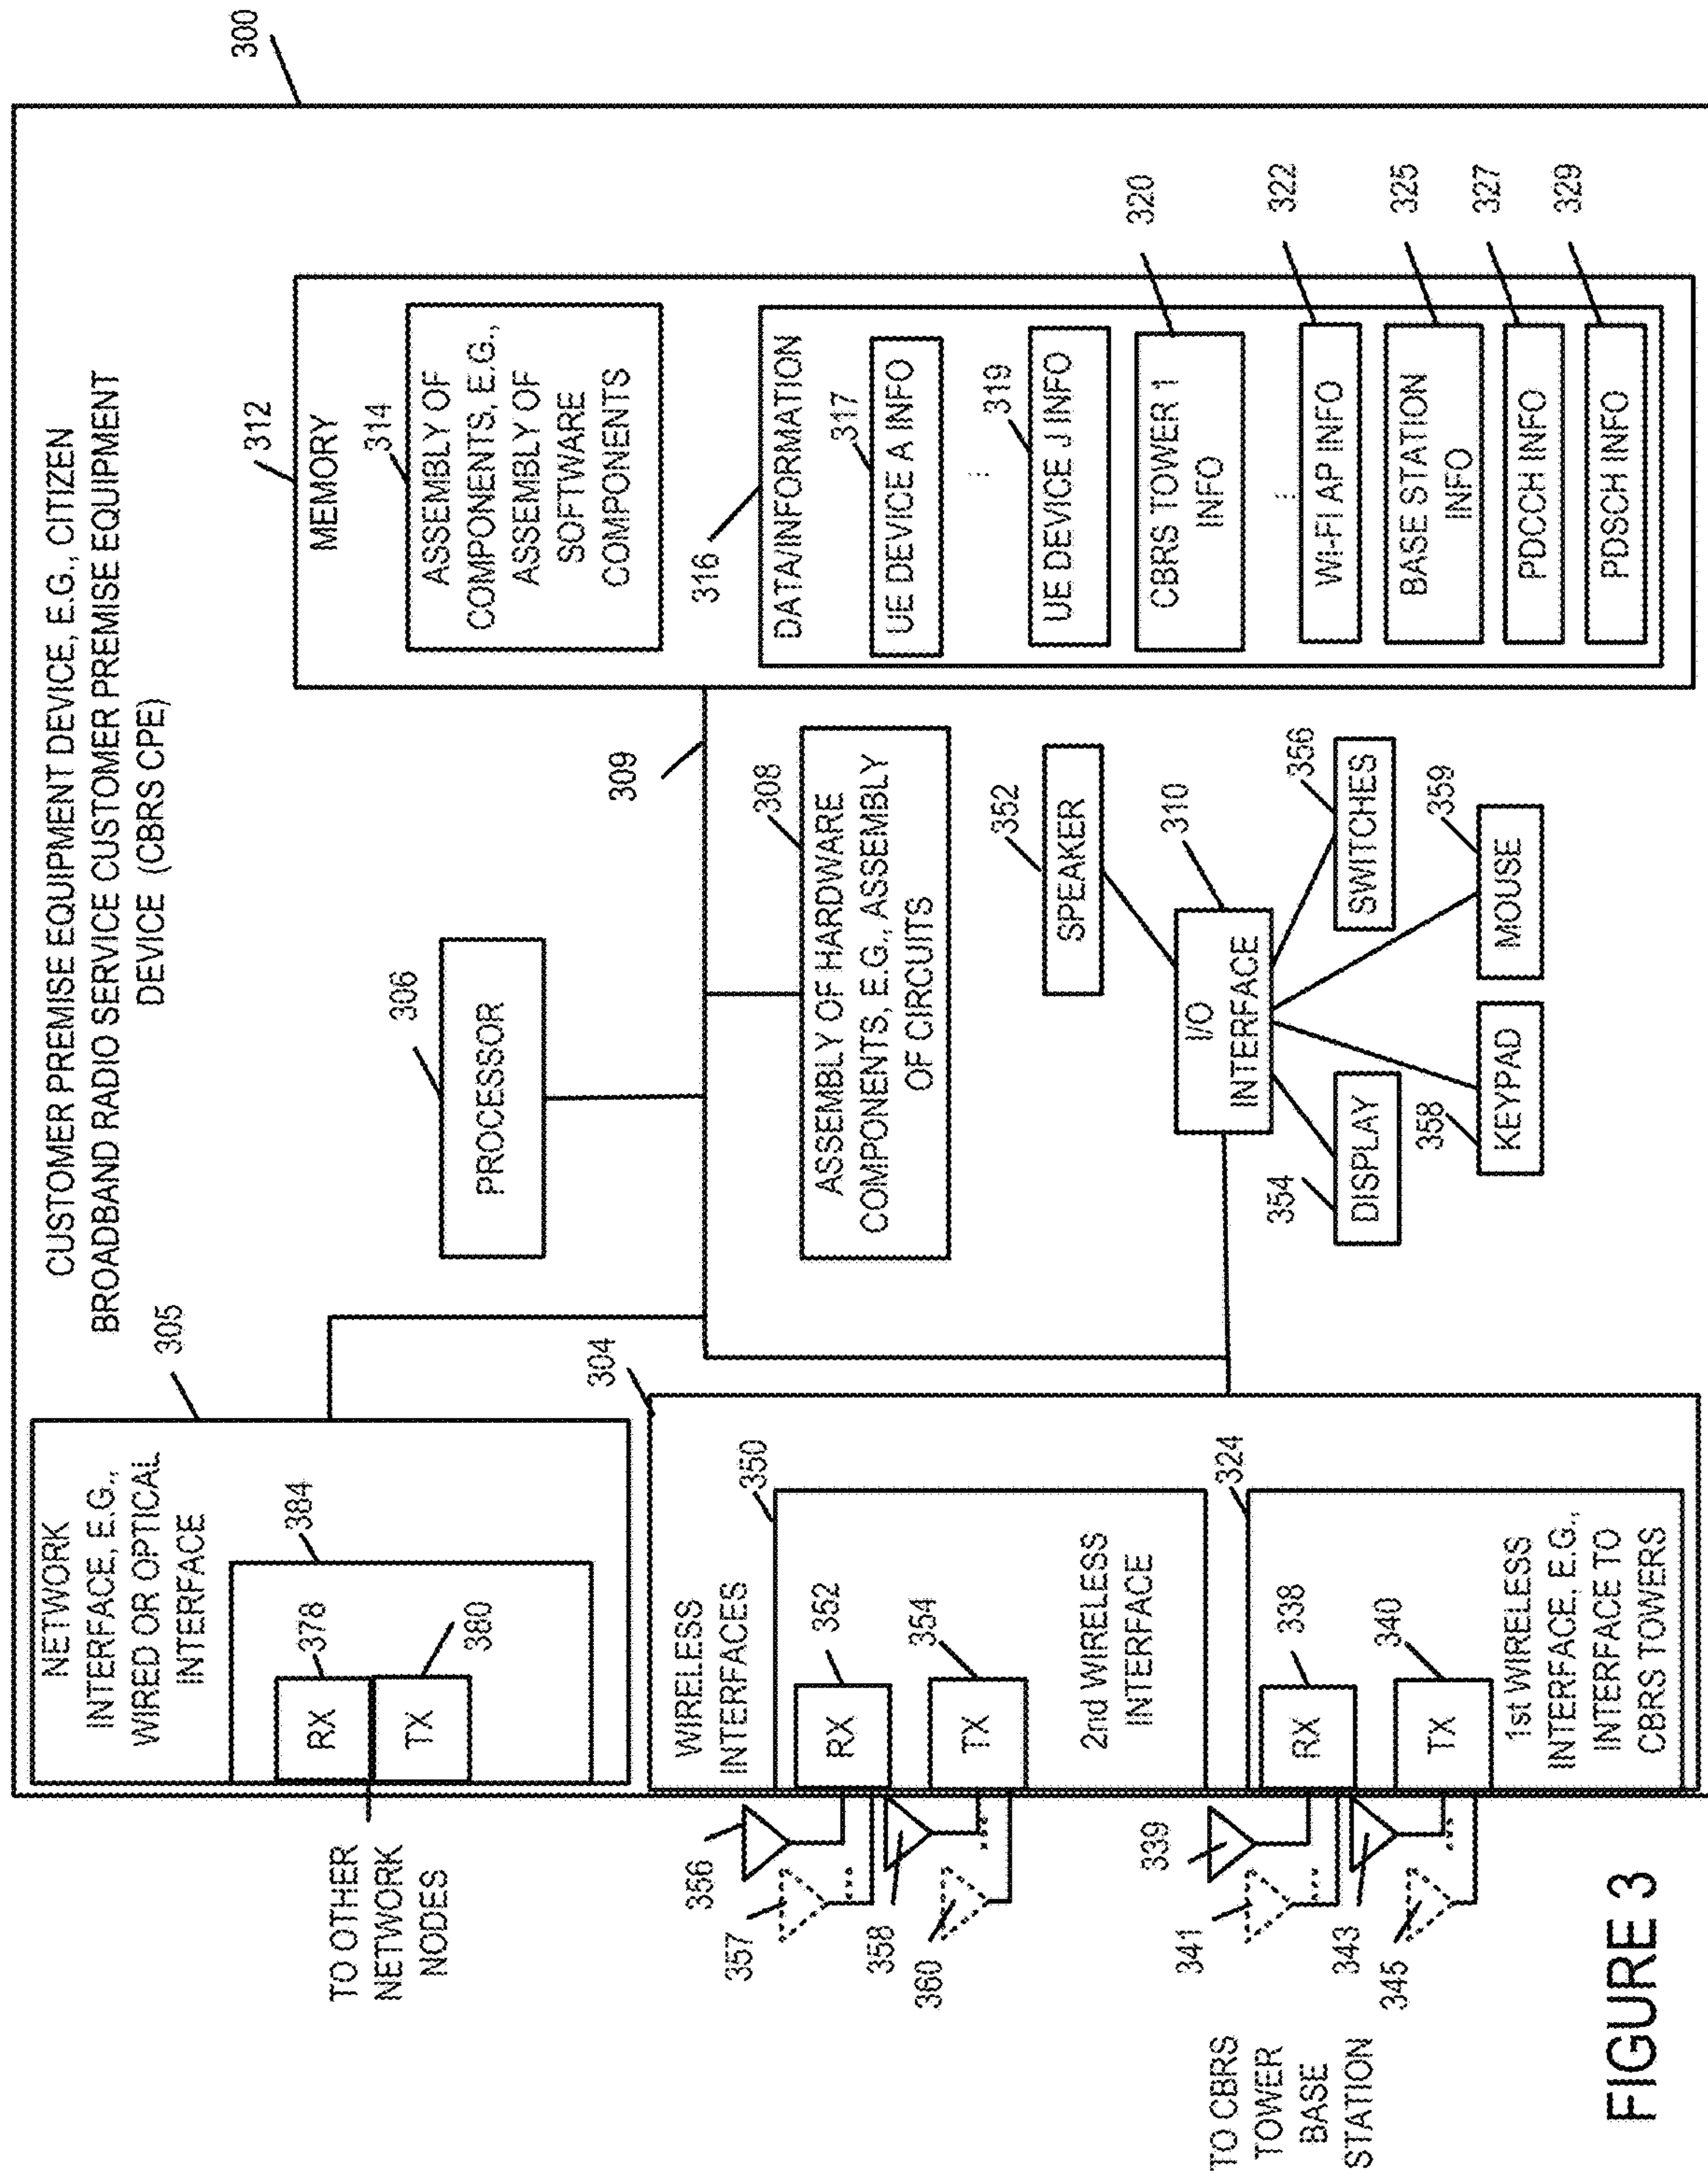 CUSTOMER PREMISE EQUIPMENT DEVICE, E.G., CITIZEN
BROADBAND RADIO SERVICE CUSTOMER PREMISE EQUIPMENT
DEVICE (CBRS CPE)
300
NETWORK
INTERFACE, E.G.,
WIRED OR OPTICAL
INTERFACE
305
384
RX
378
TX
380
TO OTHER
NETWORK
NODES
304
WIRELESS
INTERFACES
350
RX
352
TX
354
2nd WIRELESS
INTERFACE
356
357
358
360
324
RX
338
TX
340
1st WIRELESS
INTERFACE, E.G.,
INTERFACE TO
CBRS TOWERS
339
341
343
345
TO CBRS
TOWER
BASE
STATION
306
PROCESSOR
309
308
ASSEMBLY OF HARDWARE
COMPONENTS, E.G., ASSEMBLY
OF CIRCUITS
352
SPEAKER
310
I/O
INTERFACE
354
DISPLAY
356
SWITCHES
358
KEYPAD
359
MOUSE
312
MEMORY
314
ASSEMBLY OF
COMPONENTS, E.G.,
ASSEMBLY OF
SOFTWARE
COMPONENTS
316
DATA/INFORMATION
317
UE DEVICE A INFO
...
319
UE DEVICE J INFO
CBRS TOWER 1
INFO
320
...
WI-FI AP INFO
322
BASE STATION
INFO
325
PDCCH INFO
327
PDSCH INFO
329
FIGURE 3